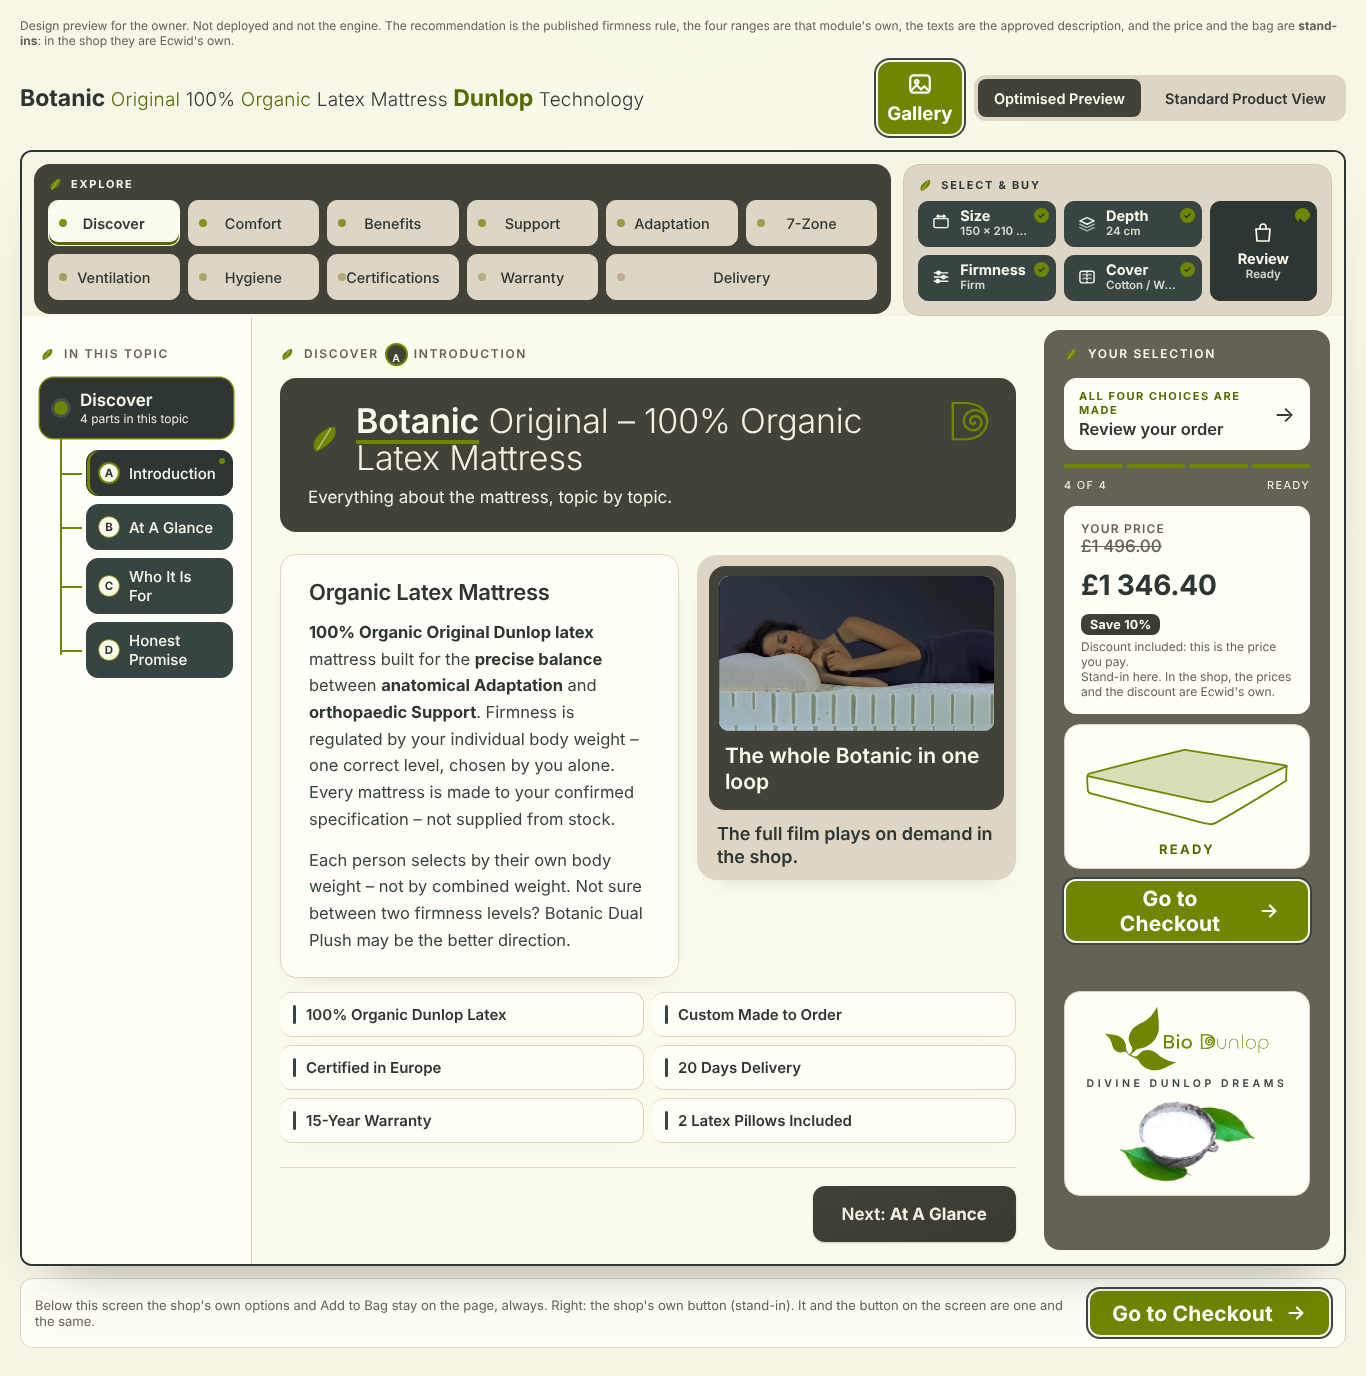 Design preview for the owner. Not deployed and not the engine. The recommendation is the published firmness rule, the four ranges are that module's own, the texts are the approved description, and the price and the bag are stand-
ins: in the shop they are Ecwid's own.
Botanic Original 100% Organic Latex Mattress Dunlop Technology
Gallery
Optimised Preview
Standard Product View
EXPLORE
Discover
Comfort
Benefits
Support
Adaptation
7-Zone
Ventilation
Hygiene
Certifications
Warranty
Delivery
SELECT & BUY
Size
150 × 210 ...
Depth
24 cm
Firmness
Firm
Cover
Cotton / W...
Review
Ready
IN THIS TOPIC
Discover
4 parts in this topic
A Introduction
B At A Glance
C Who It Is
For
D Honest
Promise
DISCOVER A INTRODUCTION
Botanic Original – 100% Organic
Latex Mattress
Everything about the mattress, topic by topic.
Organic Latex Mattress
100% Organic Original Dunlop latex
mattress built for the precise balance
between anatomical Adaptation and
orthopaedic Support. Firmness is
regulated by your individual body weight –
one correct level, chosen by you alone.
Every mattress is made to your confirmed
specification – not supplied from stock.
Each person selects by their own body
weight – not by combined weight. Not sure
between two firmness levels? Botanic Dual
Plush may be the better direction.
The whole Botanic in one
loop
The full film plays on demand in
the shop.
100% Organic Dunlop Latex
Custom Made to Order
Certified in Europe
20 Days Delivery
15-Year Warranty
2 Latex Pillows Included
Next: At A Glance
YOUR SELECTION
ALL FOUR CHOICES ARE
MADE
Review your order
4 OF 4
READY
YOUR PRICE
£1 496.00
£1 346.40
Save 10%
Discount included: this is the price
you pay.
Stand-in here. In the shop, the prices
and the discount are Ecwid's own.
READY
Go to
Checkout
Bio Dunlop
DIVINE DUNLOP DREAMS
Below this screen the shop's own options and Add to Bag stay on the page, always. Right: the shop's own button (stand-in). It and the button on the screen are one and
the same.
Go to Checkout